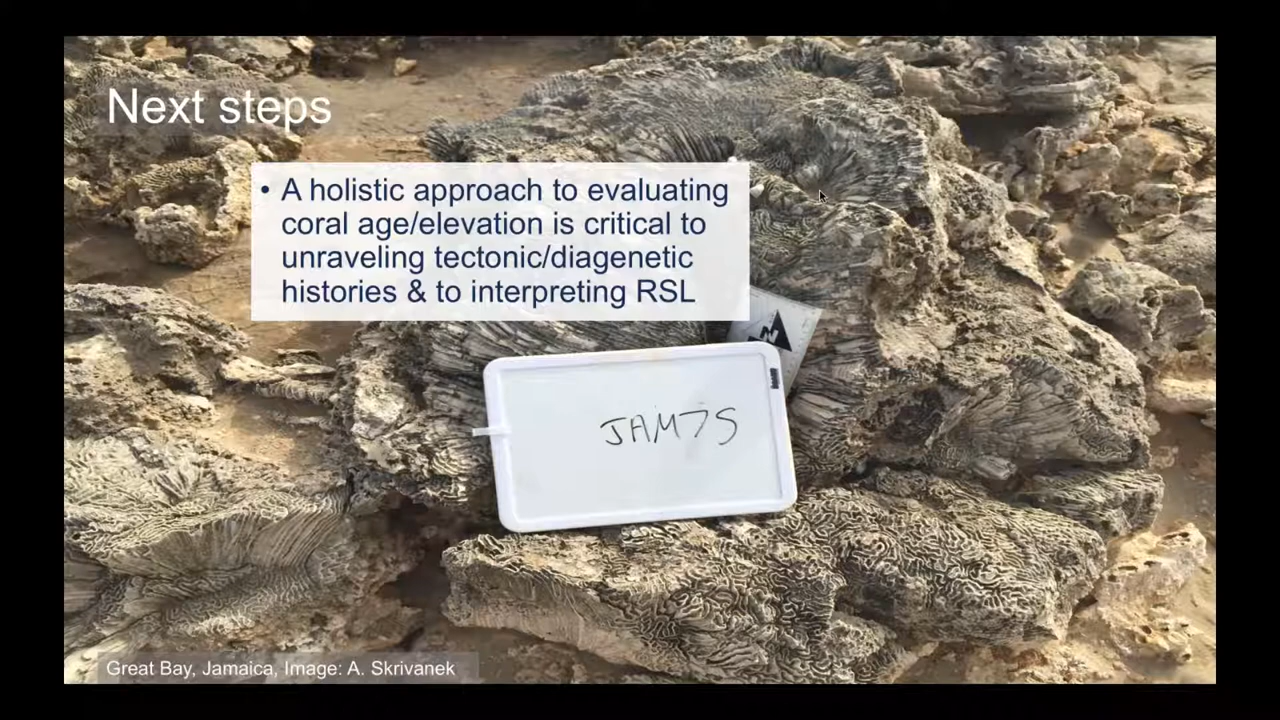 Next steps
• A holistic approach to evaluating
coral age/elevation is critical to
unraveling tectonic/diagenetic
histories & to interpreting RSL
N
JAM75
Great Bay, Jamaica, Image: A. Skrivanek